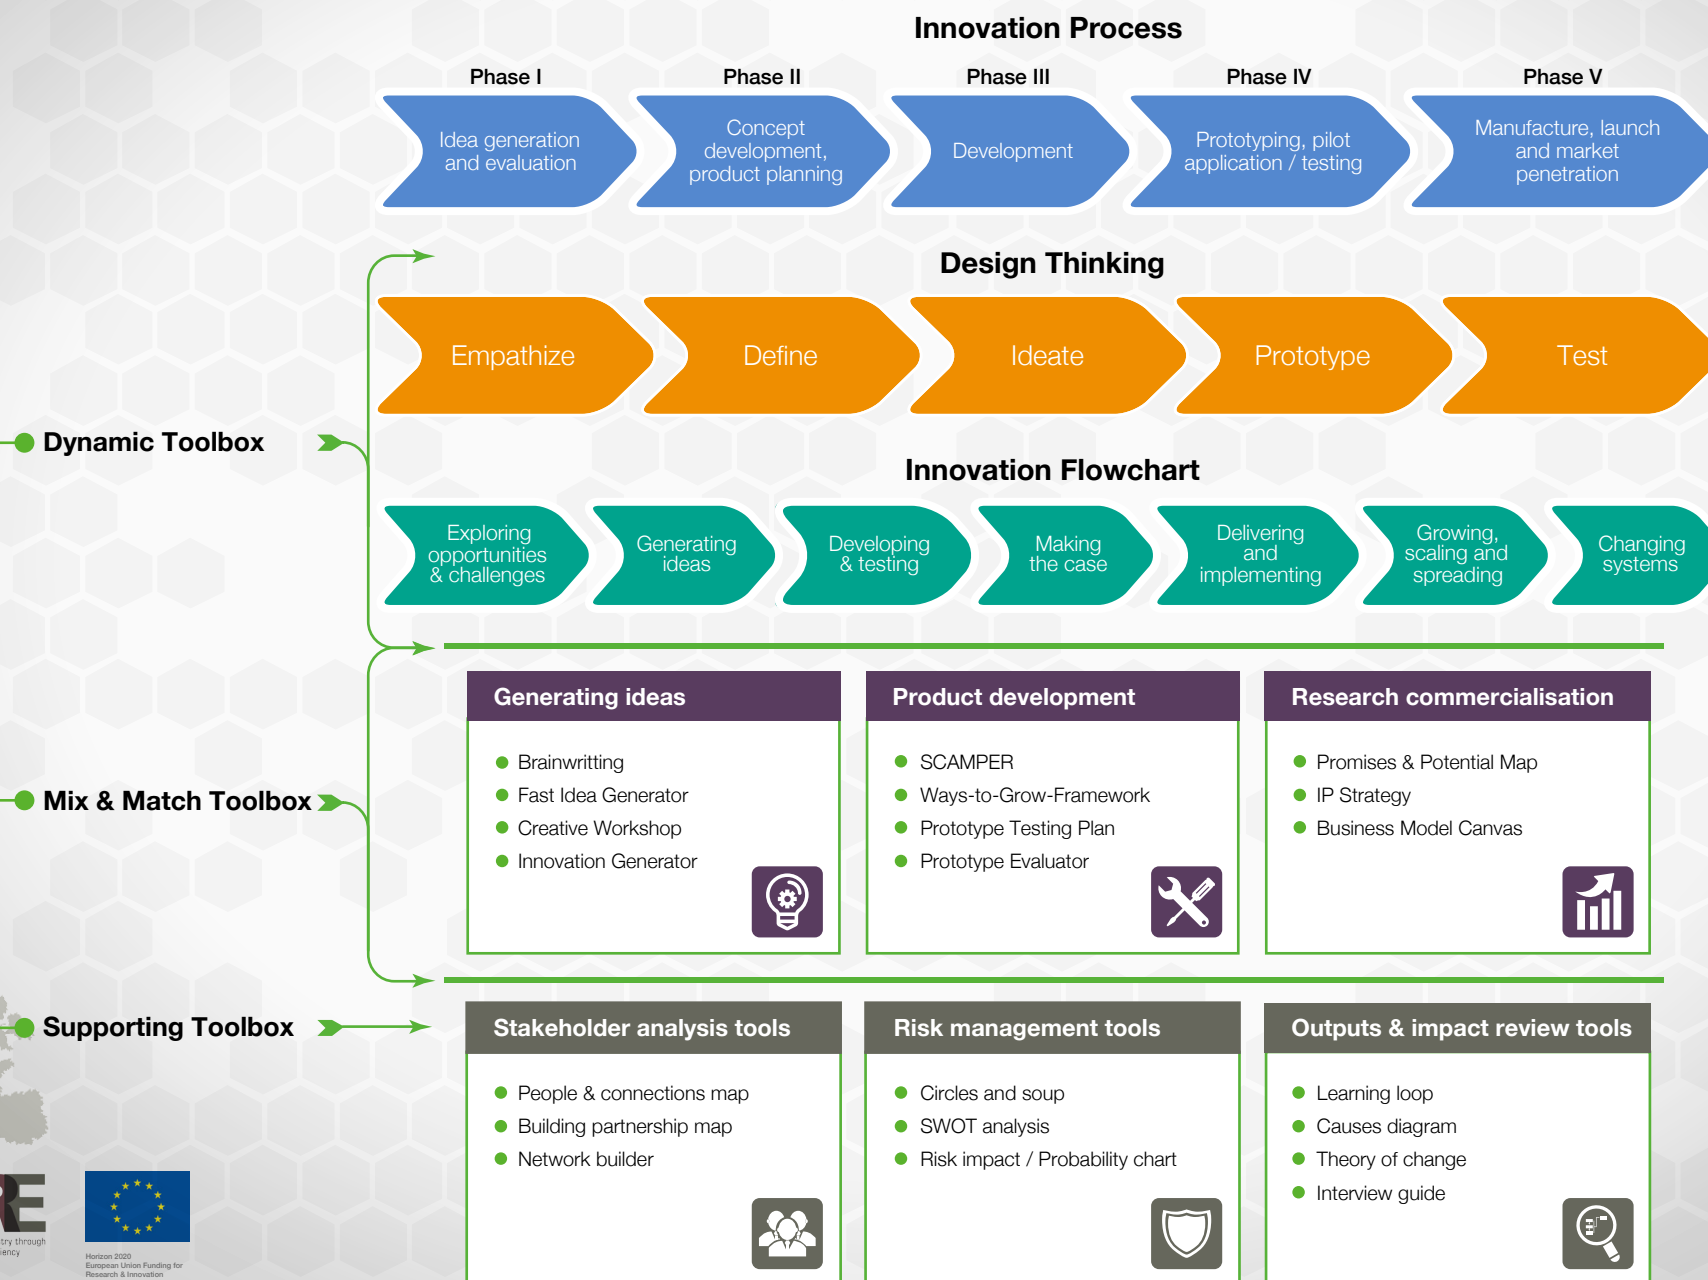 Innovation Process
Phase I
Phase II
Phase III
Phase IV
Phase V
Idea generation
and evaluation
Concept
development,
product planning
Development
Prototyping, pilot
application / testing
Manufacture, launch
and market
penetration
Design Thinking
Empathize
Define
Ideate
Prototype
Test
Dynamic Toolbox
Innovation Flowchart
Exploring
opportunities
& challenges
Generating
ideas
Developing
& testing
Making
the case
Delivering
and
implementing
Growing,
scaling and
spreading
Changing
systems
Mix & Match Toolbox
Generating ideas
Brainwritting
Fast Idea Generator
Creative Workshop
Innovation Generator
Product development
SCAMPER
Ways-to-Grow-Framework
Prototype Testing Plan
Prototype Evaluator
Research commercialisation
Promises & Potential Map
IP Strategy
Business Model Canvas
Supporting Toolbox
Stakeholder analysis tools
People & connections map
Building partnership map
Network builder
Risk management tools
Circles and soup
SWOT analysis
Risk impact / Probability chart
Outputs & impact review tools
Learning loop
Causes diagram
Theory of change
Interview guide
through
Horizon 2020
European Union Funding for
Research & Innovation